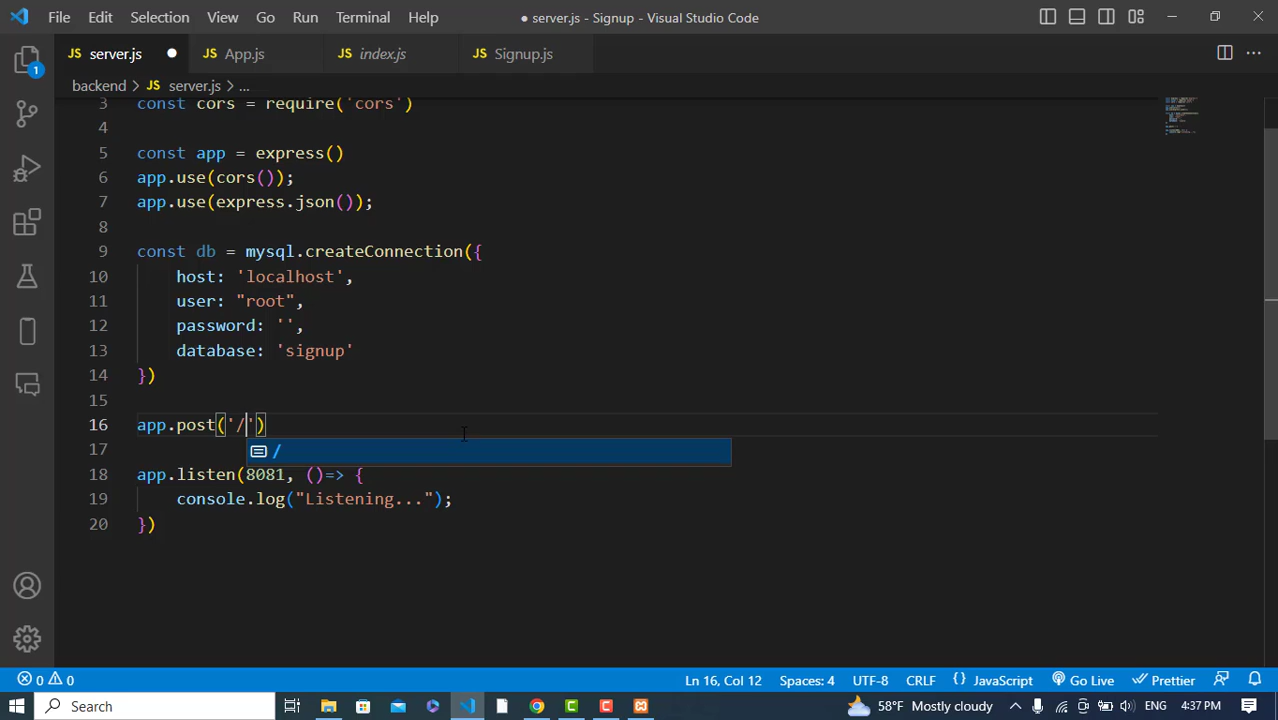 File Edit Selection View Go Run Terminal Help ● server.js - Signup - Visual Studio Code
JS server.js ● JS App.js JS index.js JS Signup.js
backend > JS server.js > ...
1
3 const cors = require('cors')
4
5 const app = express()
6 app.use(cors());
7 app.use(express.json());
8
9 const db = mysql.createConnection({
10 host: 'localhost',
11 user: "root",
12 password: '',
13 database: 'signup'
14 })
15
16 app.post('/')
/
17
18 app.listen(8081, ()=> {
19 console.log("Listening...");
20 })
0 0 Ln 16, Col 12 Spaces: 4 UTF-8 CRLF {} JavaScript Go Live Prettier
Search 58°F Mostly cloudy ENG 4:37 PM